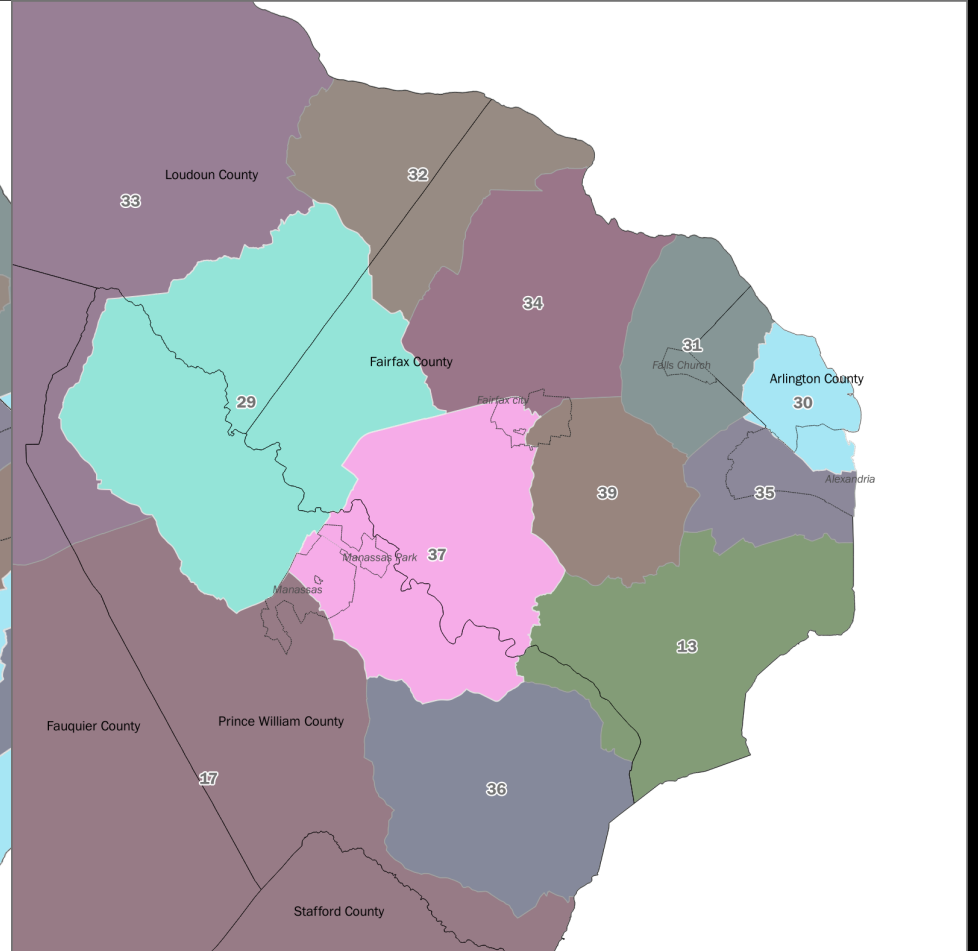 Loudoun County
32
33
34
Fairfax County
31
Falls Church
Arlington County
30
29
Fairfax city
Alexandria
39
35
Manassas Park
37
Manassas
13
Prince William County
Fauquier County
17
36
Stafford County